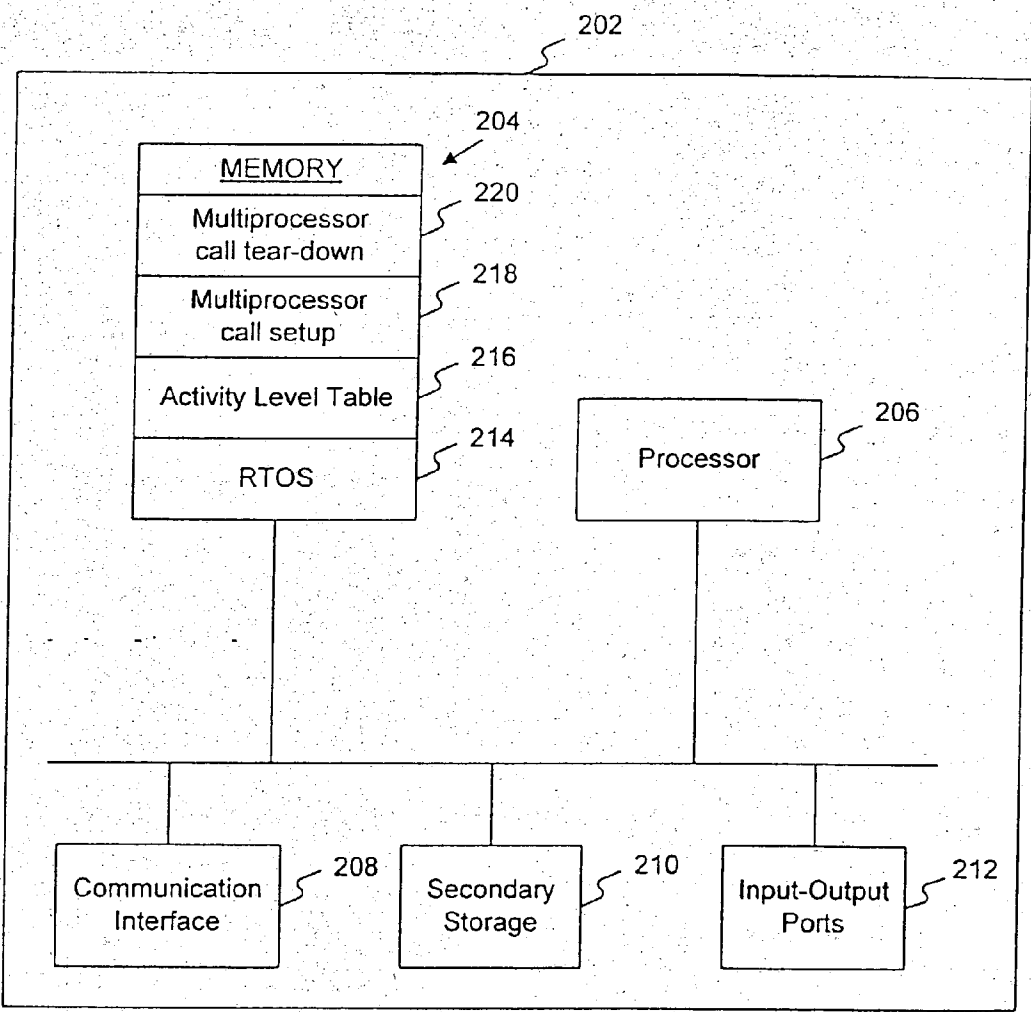 202
204
MEMORY
220
Multiprocessor
call tear-down
218
Multiprocessor
call setup
216
Activity Level Table
206
214
Processor
RTOS
208
210
212
Communication
Interface
Secondary
Storage
Input-Output
Ports